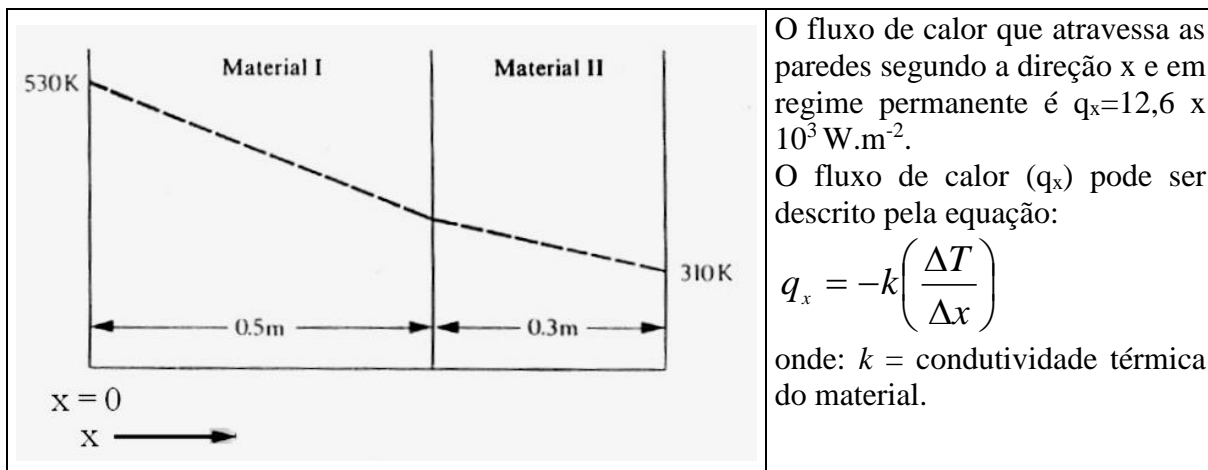 Material I
Material II
530K
310K
0.5m
0.3m
x = 0
x
O fluxo de calor que atravessa as
paredes segundo a direção x e em
regime permanente é qₓ=12,6 x
10³ W.m⁻².
O fluxo de calor (qₓ) pode ser
descrito pela equação:
qₓ = −k(ΔT/Δx)
onde: k = condutividade térmica
do material.